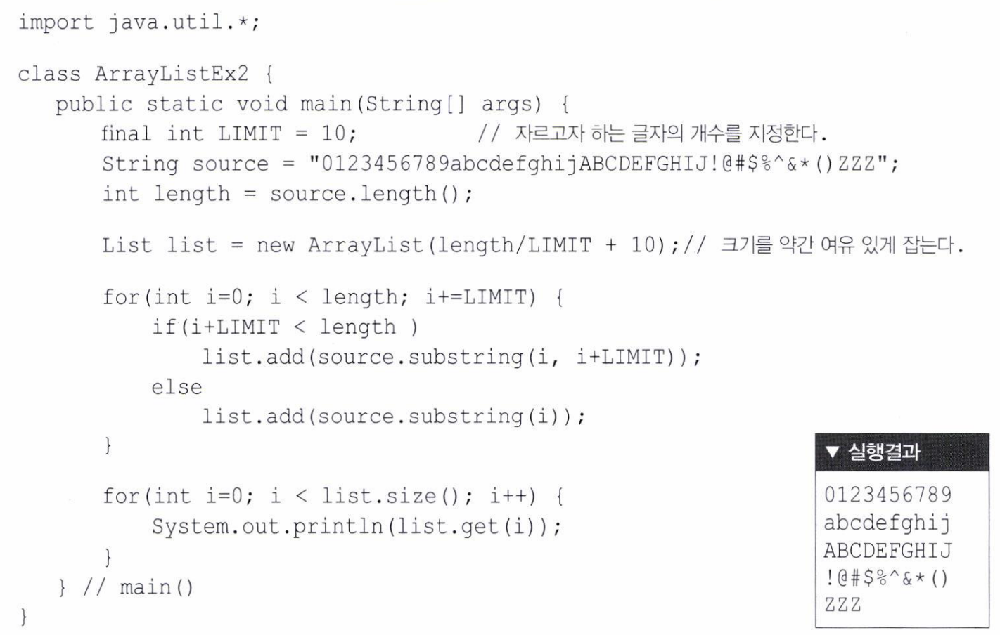 import java.util.*;
class ArrayListEx2 {
public static void main(String[] args) {
final int LIMIT = 10; // 자르고자 하는 글자의 개수를 지정한다.
String source = "0123456789abcdefghijABCDEFGHIJ!@#$%^&*()ZZZ";
int length = source.length();
List list = new ArrayList(length/LIMIT + 10);// 크기를 약간 여유 있게 잡는다.
for(int i=0; i < length; i+=LIMIT) {
if(i+LIMIT < length )
list.add(source.substring(i, i+LIMIT));
else
list.add(source.substring(i));
}
for(int i=0; i < list.size(); i++) {
System.out.println(list.get(i));
}
} // main()
}
▼ 실행결과
0123456789
abcdefghij
ABCDEFGHIJ
!@#$%^&*()
ZZZ